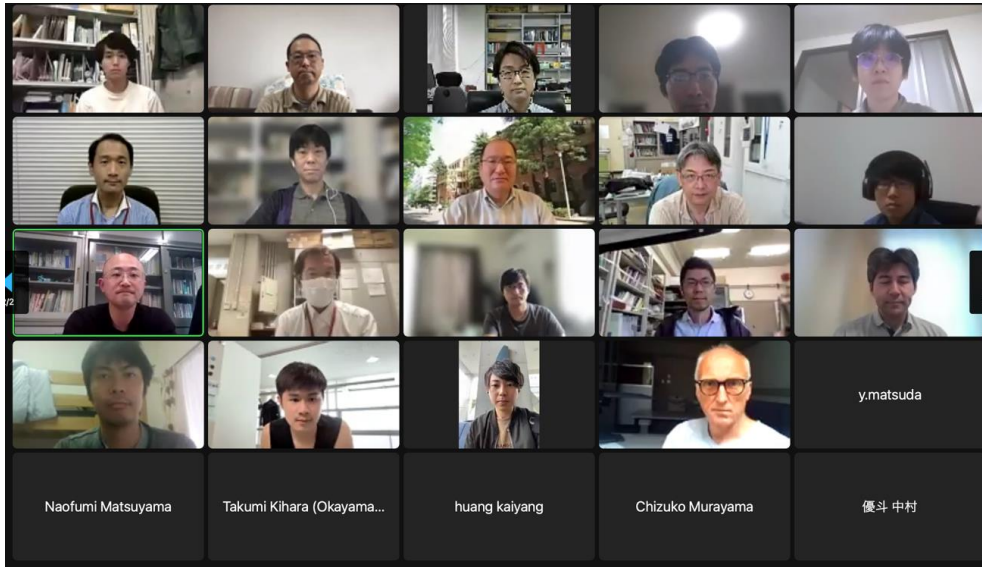 y.matsuda
Naofumi Matsuyama
Takumi Kihara (Okayama...
huang kaiyang
Chizuko Murayama
優斗 中村